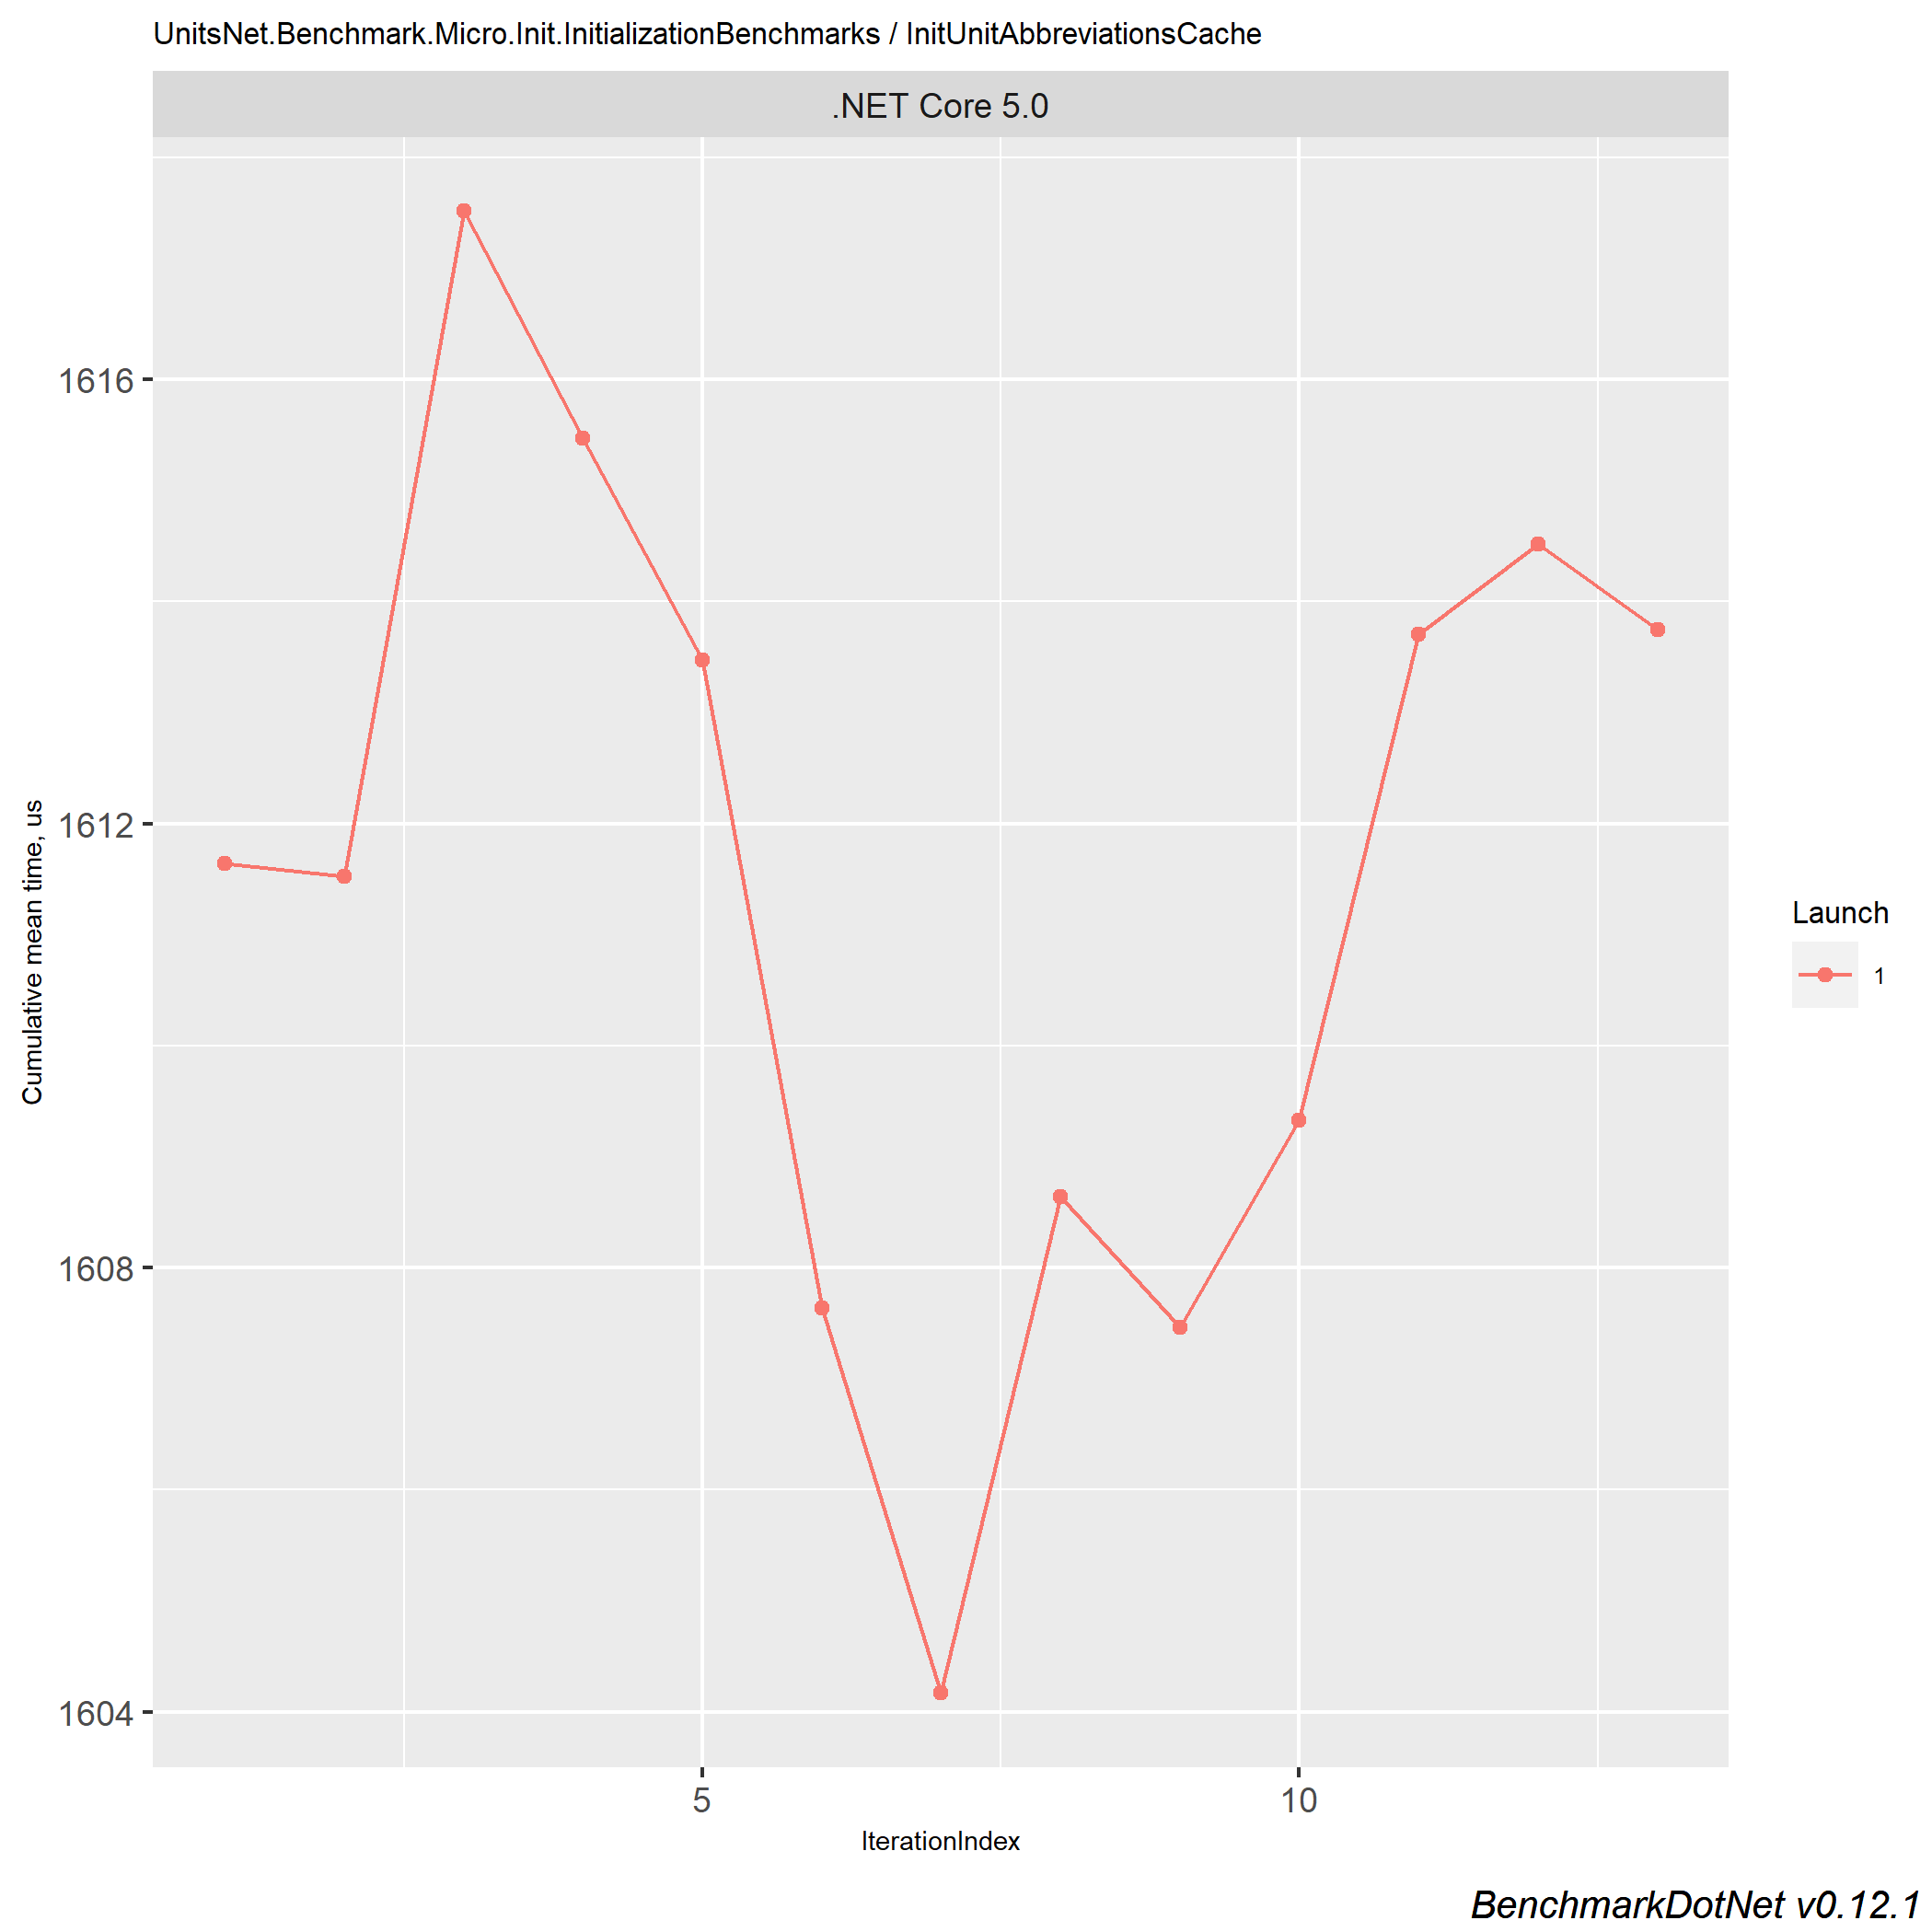 UnitsNet.Benchmark.Micro.Init.InitializationBenchmarks / InitUnitAbbreviationsCache
.NET Core 5.0
1616
1612
1608
1604
Cumulative mean time, us
5
10
IterationIndex
Launch
1
BenchmarkDotNet v0.12.1